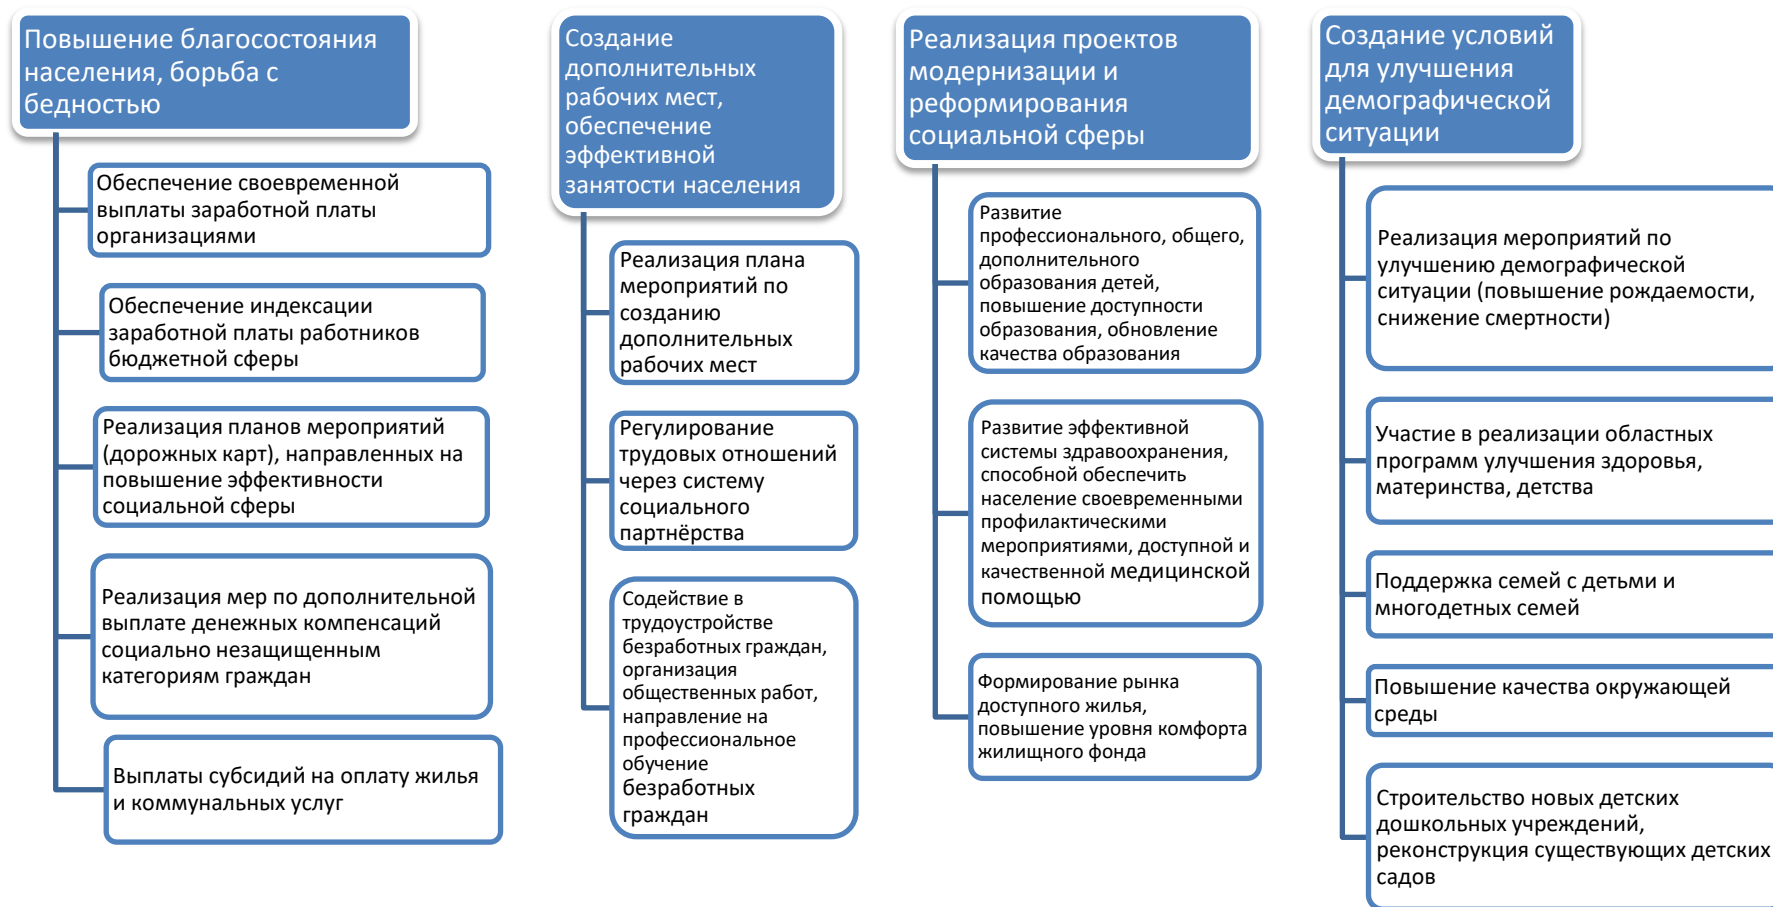 Повышение благосостояния
населения, борьба с
бедностью
Обеспечение своевременной
выплаты заработной платы
организациями
Обеспечение индексации
заработной платы работников
бюджетной сферы
Реализация планов мероприятий
(дорожных карт), направленных на
повышение эффективности
социальной сферы
Реализация мер по дополнительной
выплате денежных компенсаций
социально незащищенным
категориям граждан
Выплаты субсидий на оплату жилья
и коммунальных услуг
Создание
дополнительных
рабочих мест,
обеспечение
эффективной
занятости населения
Реализация плана
мероприятий по
созданию
дополнительных
рабочих мест
Регулирование
трудовых отношений
через систему
социального
партнёрства
Содействие в
трудоустройстве
безработных граждан,
организация
общественных работ,
направление на
профессиональное
обучение
безработных
граждан
Реализация проектов
модернизации и
реформирования
социальной сферы
Развитие
профессионального, общего,
дополнительного
образования детей,
повышение доступности
образования, обновление
качества образования
Развитие эффективной
системы здравоохранения,
способной обеспечить
население своевременными
профилактическими
мероприятиями, доступной и
качественной медицинской
помощью
Формирование рынка
доступного жилья,
повышение уровня комфорта
жилищного фонда
Создание условий
для улучшения
демографической
ситуации
Реализация мероприятий по
улучшению демографической
ситуации (повышение рождаемости,
снижение смертности)
Участие в реализации областных
программ улучшения здоровья,
материнства, детства
Поддержка семей с детьми и
многодетных семей
Повышение качества окружающей
среды
Строительство новых детских
дошкольных учреждений,
реконструкция существующих детских
садов